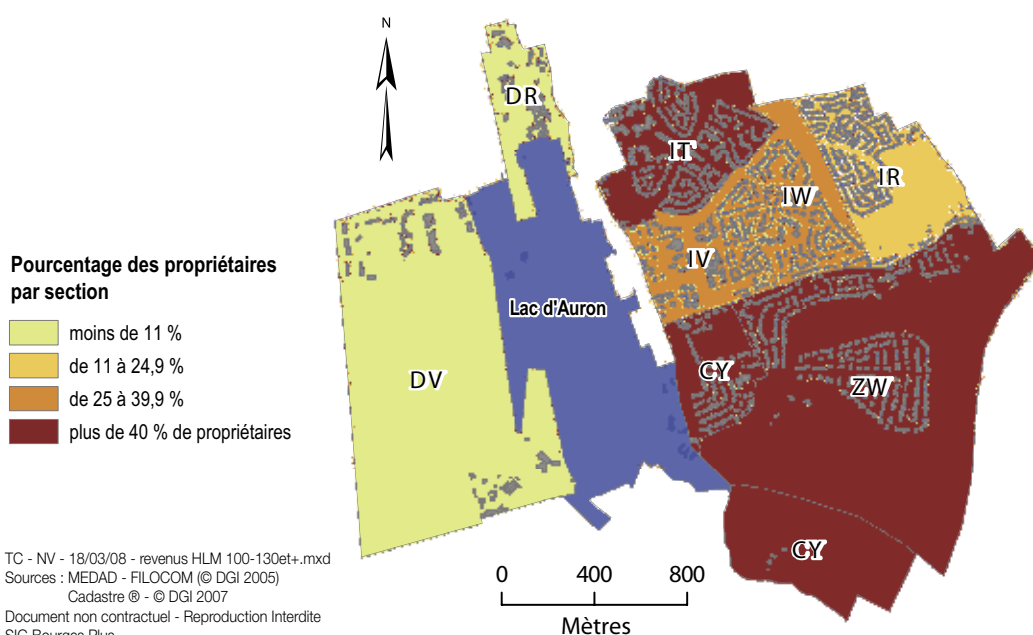 N
DR
IT
IR
IW
IV
Pourcentage des propriétaires
par section
Lac d'Auron
moins de 11 %
de 11 à 24,9 %
DV
CY
ZW
de 25 à 39,9 %
plus de 40 % de propriétaires
CY
TC - NV - 18/03/08 - revenus HLM 100-130et+.mxd
Sources : MEDAD - FILOCOM (© DGI 2005)
Cadastre ® - © DGI 2007
Document non contractuel - Reproduction Interdite
SIG Bourges Plus
0 400 800
Mètres